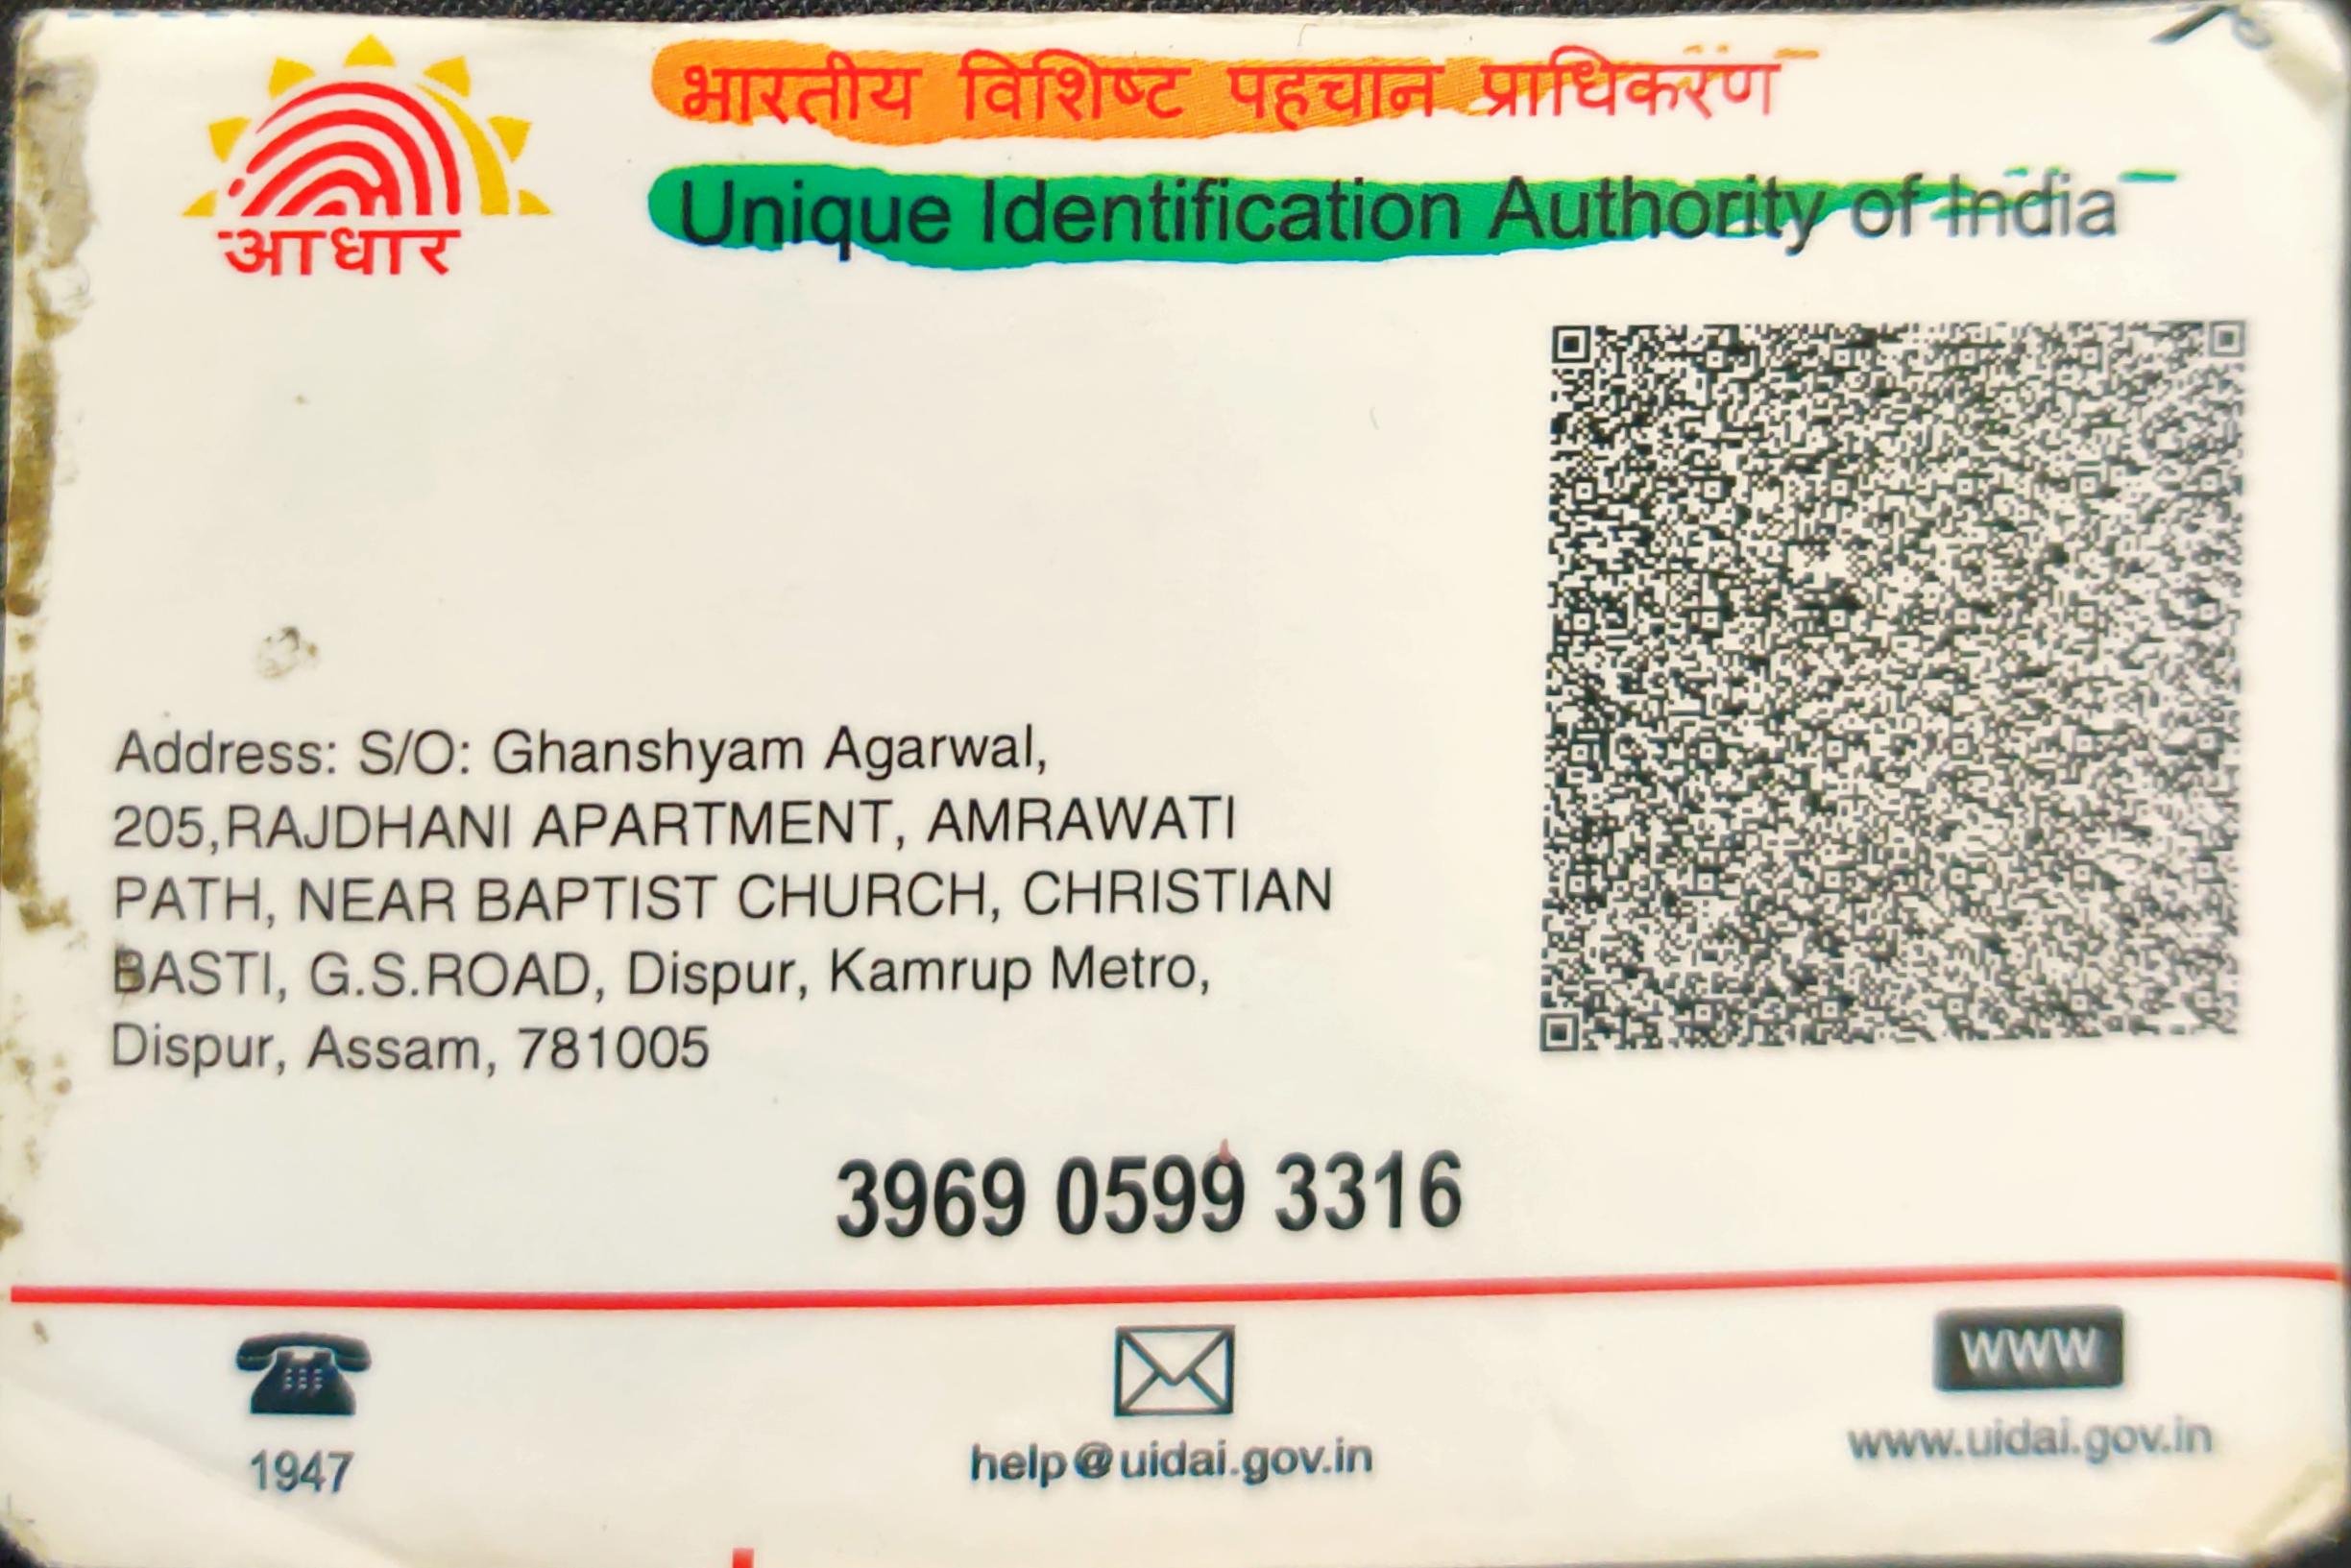 आधार
भारतीय विशिष्ट पहचान प्राधिकरण
Unique Identification Authority of India
Address: S/O: Ghanshyam Agarwal,
205,RAJDHANI APARTMENT, AMRAWATI
PATH, NEAR BAPTIST CHURCH, CHRISTIAN
BASTI, G.S.ROAD, Dispur, Kamrup Metro,
Dispur, Assam, 781005
3969 0599 3316
WWW
1947
help@uidai.gov.in
www.uidai.gov.in